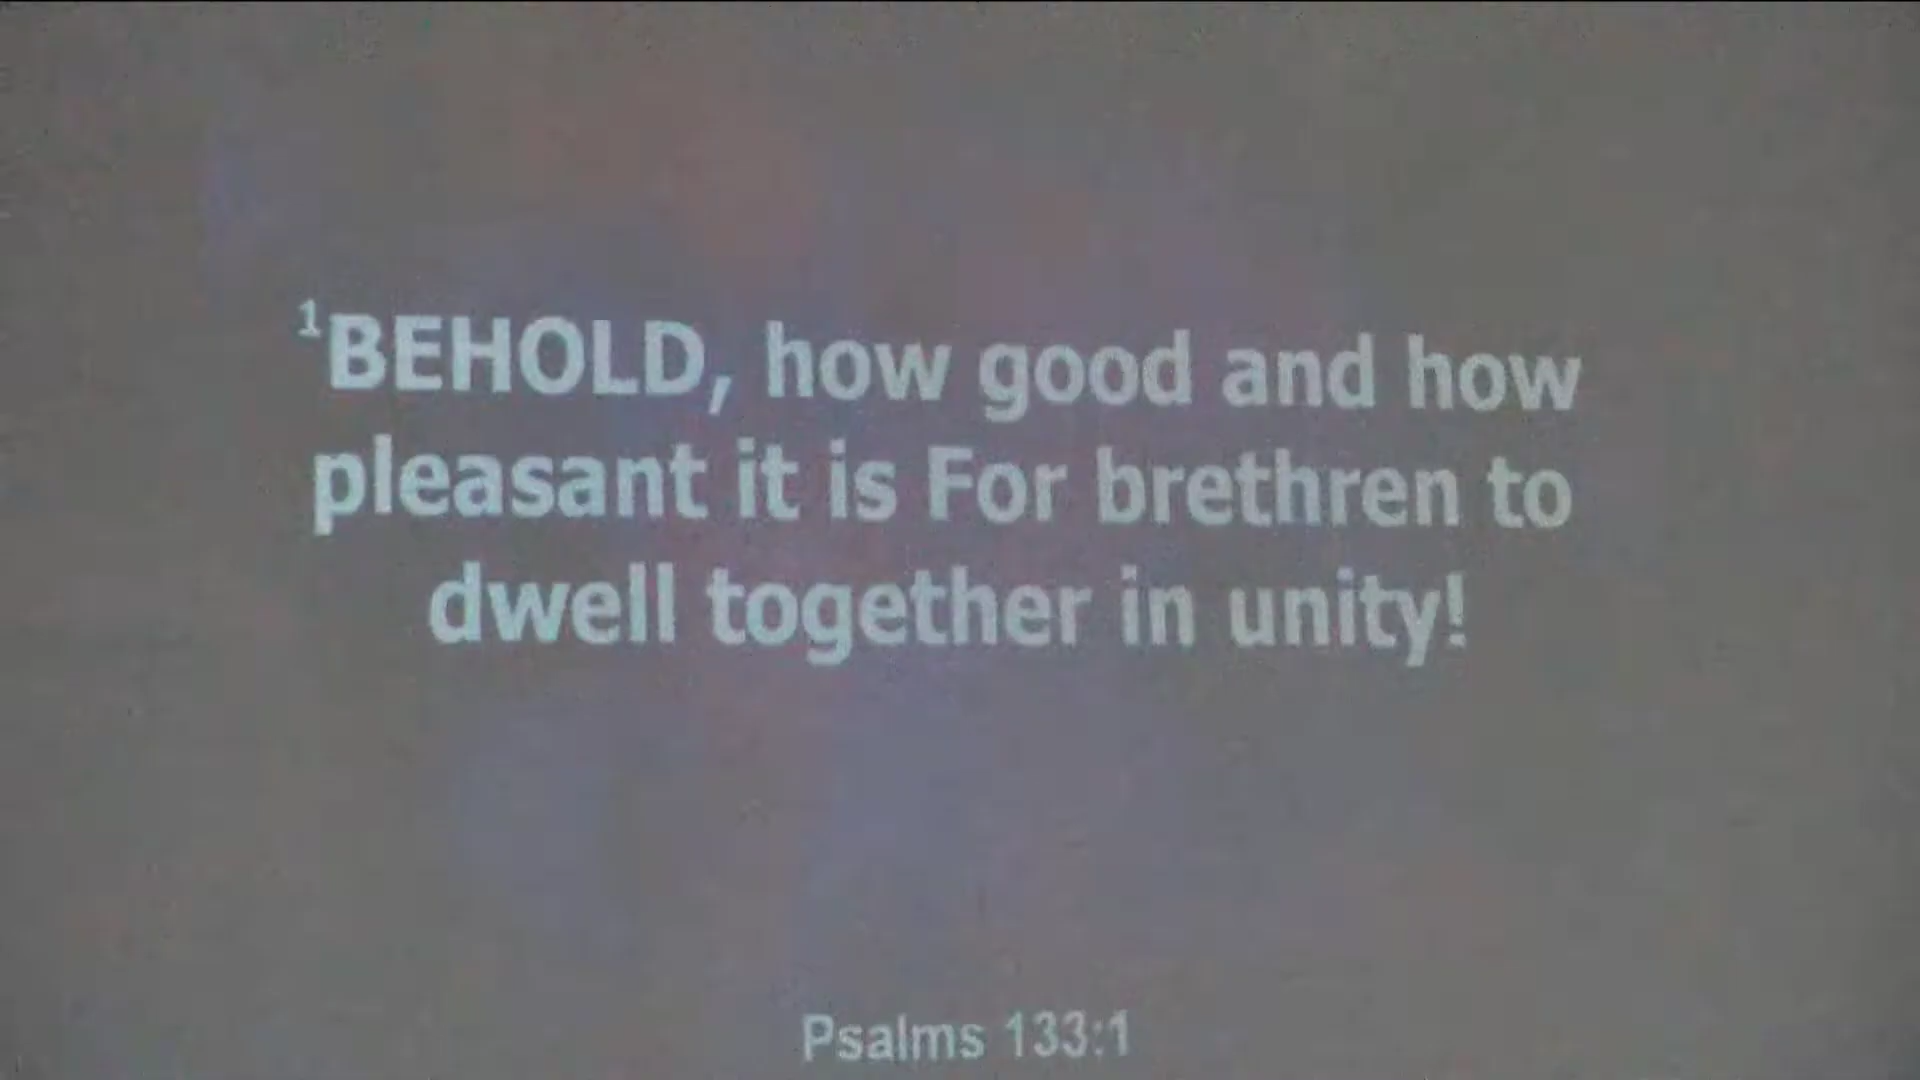 1BEHOLD, how good and how
pleasant it is For brethren to
dwell together in unity!
Psalms 133:1